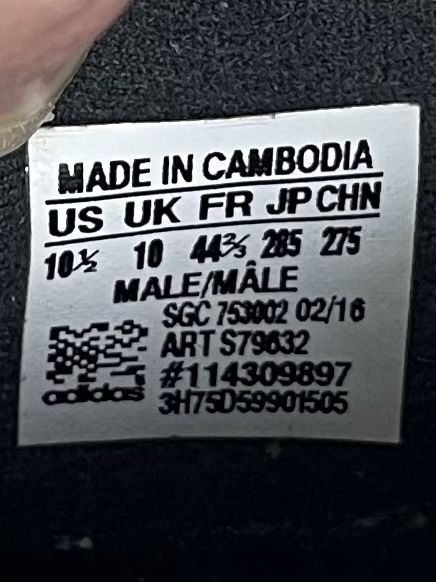 MADE IN CAMBODIA
US UK FR JP CHN
10½ 10 44⅔ 285 275
MALE/MÂLE
SGC 753002 02/16
ART S79632
#114309897
adidas 3H75D59901505